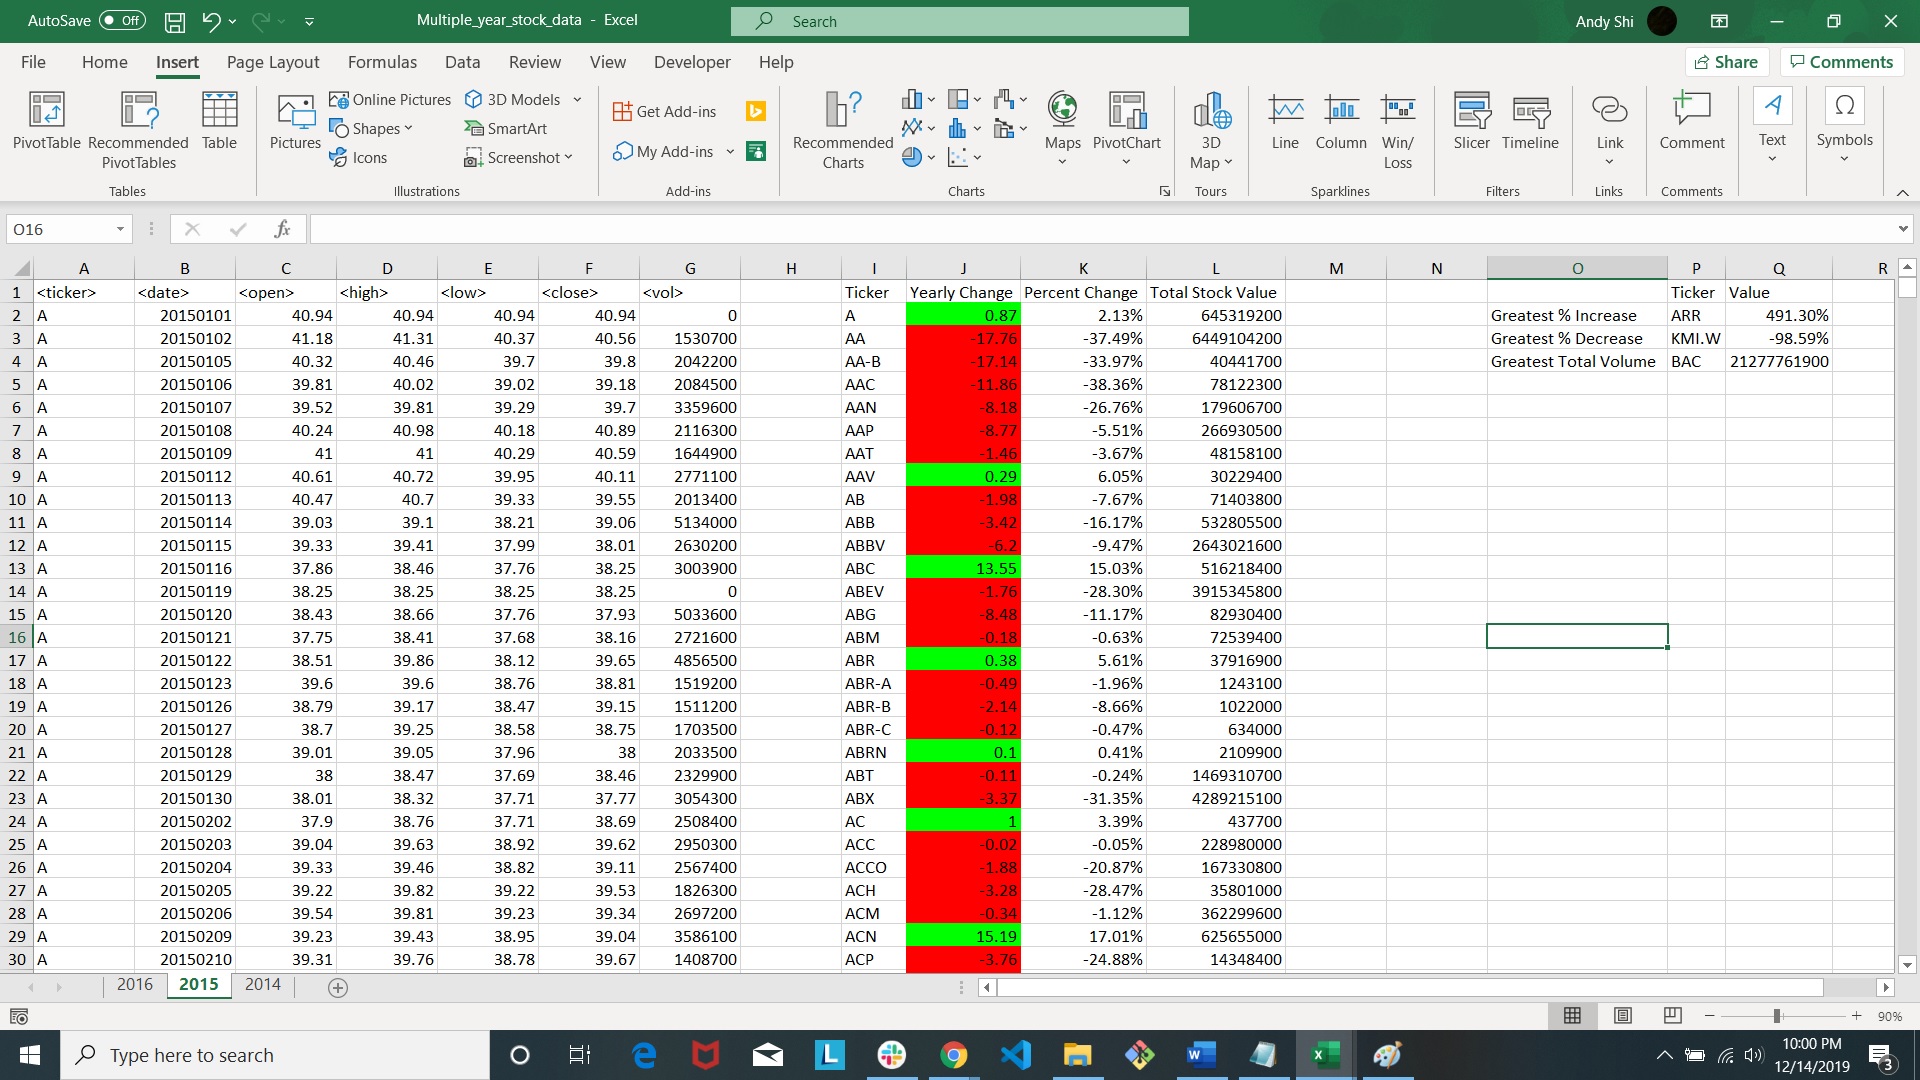 AutoSave Off Multiple_year_stock_data - Excel Search Andy Shi
File Home Insert Page Layout Formulas Data Review View Developer Help Share Comments
PivotTable Recommended PivotTables Table
Tables
Pictures Online Pictures Shapes Icons 3D Models SmartArt Screenshot
Illustrations
Get Add-ins My Add-ins
Add-ins
Recommended Charts Maps PivotChart
Charts
3D Map
Tours
Line Column Win/ Loss
Sparklines
Slicer Timeline
Filters
Link
Links
Comment
Comments
Text
Symbols
O16 fx
A B C D E F G H I J K L M N O P Q R
1 <ticker> <date> <open> <high> <low> <close> <vol> Ticker Yearly Change Percent Change Total Stock Value Ticker Value
2 A 20150101 40.94 40.94 40.94 40.94 0 A 0.87 2.13% 645319200 Greatest % Increase ARR 491.30%
3 A 20150102 41.18 41.31 40.37 40.56 1530700 AA -17.76 -37.49% 6449104200 Greatest % Decrease KMI.W -98.59%
4 A 20150105 40.32 40.46 39.7 39.8 2042200 AA-B -17.14 -33.97% 40441700 Greatest Total Volume BAC 21277761900
5 A 20150106 39.81 40.02 39.02 39.18 2084500 AAC -11.86 -38.36% 78122300
6 A 20150107 39.52 39.81 39.29 39.7 3359600 AAN -8.18 -26.76% 179606700
7 A 20150108 40.24 40.98 40.18 40.89 2116300 AAP -8.77 -5.51% 266930500
8 A 20150109 41 41 40.29 40.59 1644900 AAT -1.46 -3.67% 48158100
9 A 20150112 40.61 40.72 39.95 40.11 2771100 AAV 0.29 6.05% 30229400
10 A 20150113 40.47 40.7 39.33 39.55 2013400 AB -1.98 -7.67% 71403800
11 A 20150114 39.03 39.1 38.21 39.06 5134000 ABB -3.42 -16.17% 532805500
12 A 20150115 39.33 39.41 37.99 38.01 2630200 ABBV -6.2 -9.47% 2643021600
13 A 20150116 37.86 38.46 37.76 38.25 3003900 ABC 13.55 15.03% 516218400
14 A 20150119 38.25 38.25 38.25 38.25 0 ABEV -1.76 -28.30% 3915345800
15 A 20150120 38.43 38.66 37.76 37.93 5033600 ABG -8.48 -11.17% 82930400
16 A 20150121 37.75 38.41 37.68 38.16 2721600 ABM -0.18 -0.63% 72539400
17 A 20150122 38.51 39.86 38.12 39.65 4856500 ABR 0.38 5.61% 37916900
18 A 20150123 39.6 39.6 38.76 38.81 1519200 ABR-A -0.49 -1.96% 1243100
19 A 20150126 38.79 39.17 38.47 39.15 1511200 ABR-B -2.14 -8.66% 1022000
20 A 20150127 38.7 39.25 38.58 38.75 1703500 ABR-C -0.12 -0.47% 634000
21 A 20150128 39.01 39.05 37.96 38 2033500 ABRN 0.1 0.41% 2109900
22 A 20150129 38 38.47 37.69 38.46 2329900 ABT -0.11 -0.24% 1469310700
23 A 20150130 38.01 38.32 37.71 37.77 3054300 ABX -3.37 -31.35% 4289215100
24 A 20150202 37.9 38.76 37.71 38.69 2508400 AC 1 3.39% 437700
25 A 20150203 39.04 39.63 38.92 39.62 2950300 ACC -0.02 -0.05% 228980000
26 A 20150204 39.33 39.46 38.82 39.11 2567400 ACCO -1.88 -20.87% 167330800
27 A 20150205 39.22 39.82 39.22 39.53 1826300 ACH -3.28 -28.47% 35801000
28 A 20150206 39.54 39.81 39.23 39.34 2697200 ACM -0.34 -1.12% 362299600
29 A 20150209 39.23 39.43 38.95 39.04 3586100 ACN 15.19 17.01% 625655000
30 A 20150210 39.31 39.76 38.78 39.67 1408700 ACP -3.76 -24.88% 14348400
2016 2015 2014
90%
Type here to search
10:00 PM
12/14/2019
3